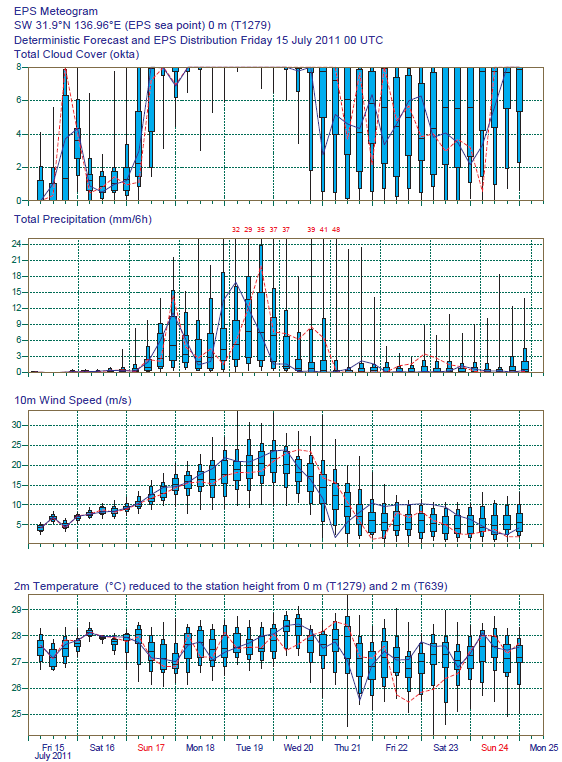 EPS Meteogram
SW 31.9°N 136.96°E (EPS sea point) 0 m (T1279)
Deterministic Forecast and EPS Distribution Friday 15 July 2011 00 UTC
Total Cloud Cover (okta)
8
6
4
2
0
Total Precipitation (mm/6h)
32 29 35 37 37 39 41 48
24
21
18
15
12
9
6
3
0
10m Wind Speed (m/s)
30
25
20
15
10
5
2m Temperature (°C) reduced to the station height from 0 m (T1279) and 2 m (T639)
29
28
27
26
25
Fri 15 Sat 16 Sun 17 Mon 18 Tue 19 Wed 20 Thu 21 Fri 22 Sat 23 Sun 24 Mon 25
July 2011